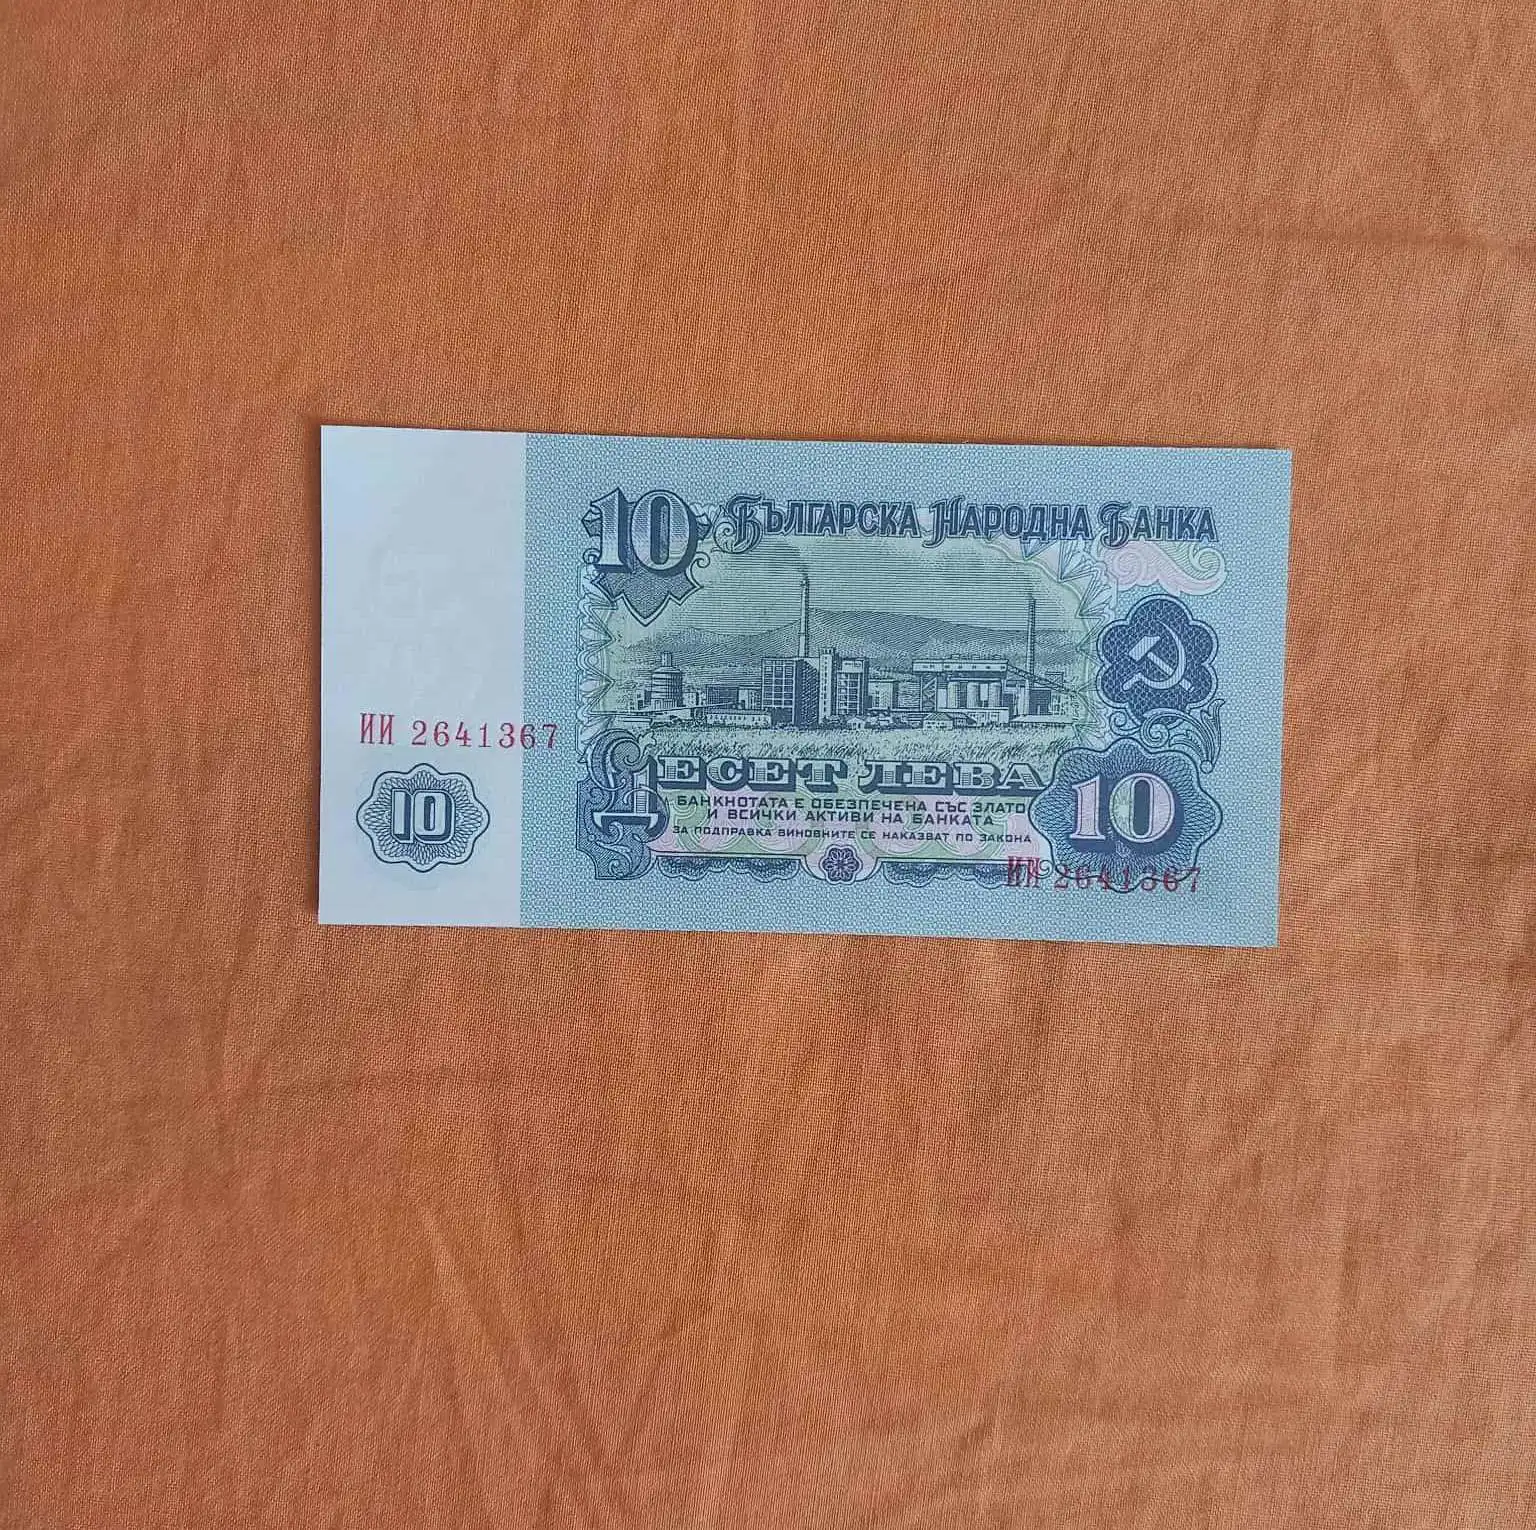 10 БЪЛГАРСКА НАРОДНА БАНКА
ИИ 2641367
10
ДЕСЕТ ЛЕВА
БАНКНОТАТА Е ОБЕЗПЕЧЕНА СЪС ЗЛАТО
И ВСИЧКИ АКТИВИ НА БАНКАТА
ЗА ПОДПРАВКА ВИНОВНИТЕ СЕ НАКАЗВАТ ПО ЗАКОНА
10
ИИ 2641367